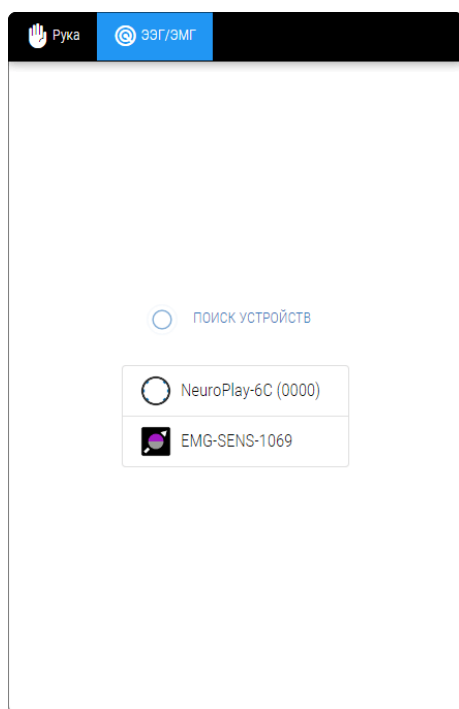 Рука ЭЭГ/ЭМГ
ПОИСК УСТРОЙСТВ
NeuroPlay-6C (0000)
EMG-SENS-1069